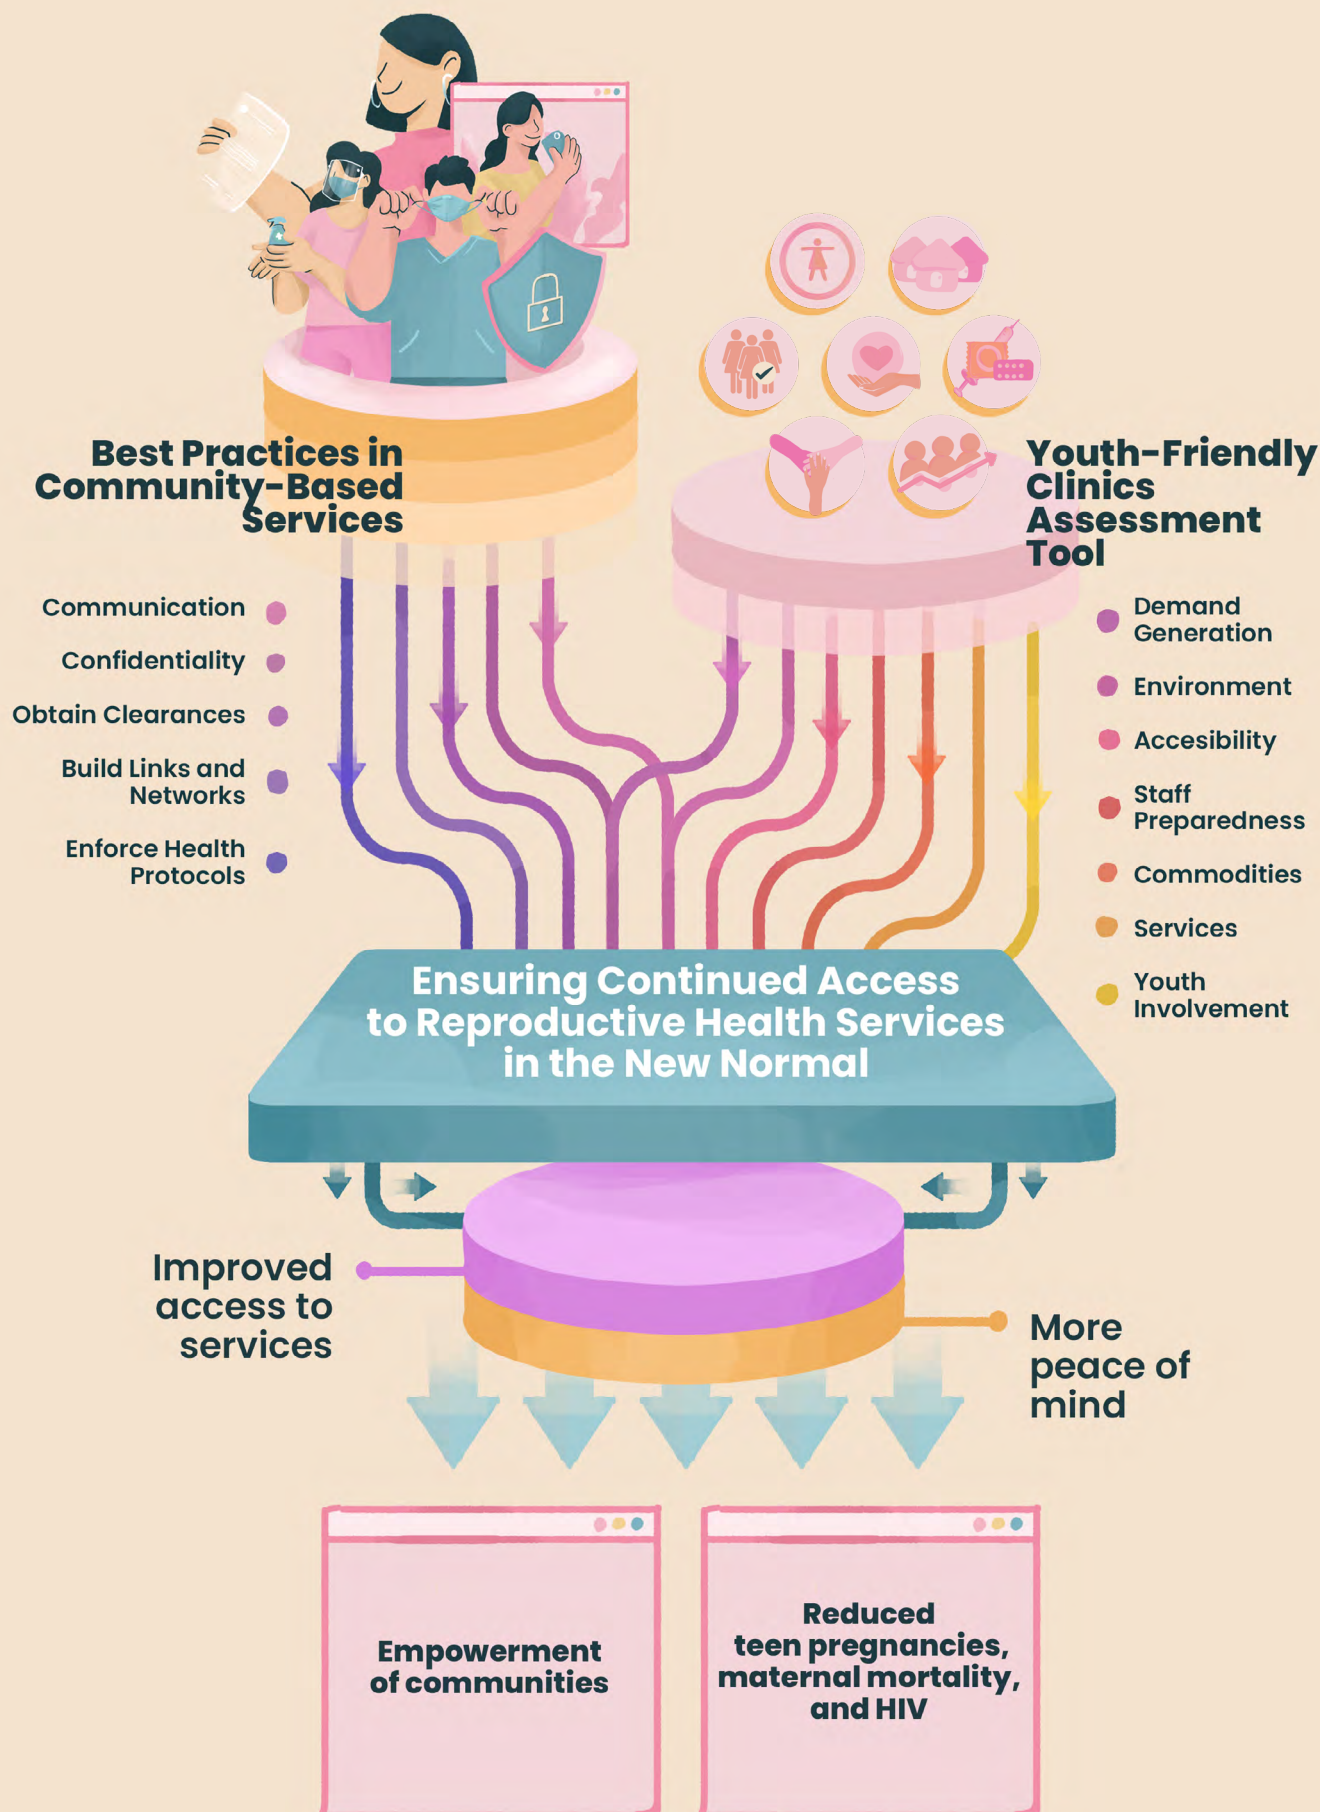 Best Practices in
Community-Based
Services
Communication
Confidentiality
Obtain Clearances
Build Links and
Networks
Enforce Health
Protocols
Youth-Friendly
Clinics
Assessment
Tool
Demand
Generation
Environment
Accesibility
Staff
Preparedness
Commodities
Services
Youth
Involvement
Ensuring Continued Access
to Reproductive Health Services
in the New Normal
Improved
access to
services
More
peace of
mind
Empowerment
of communities
Reduced
teen pregnancies,
maternal mortality,
and HIV